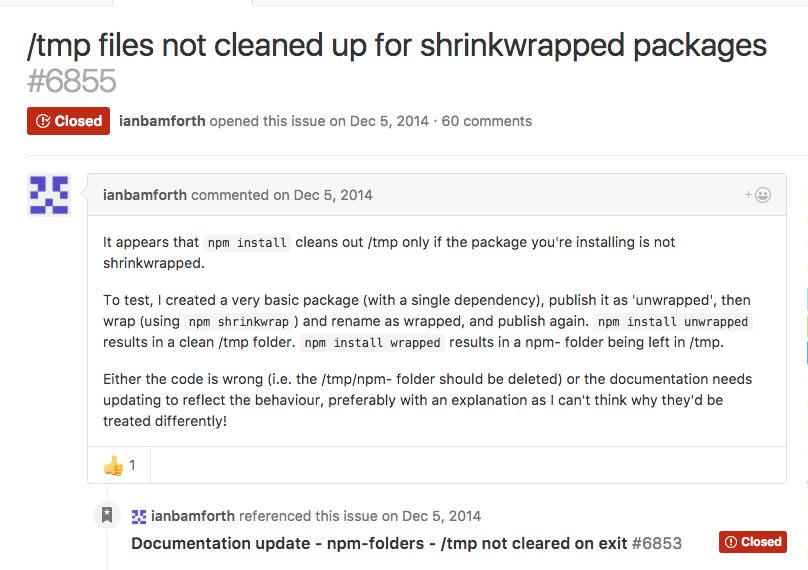 /tmp files not cleaned up for shrinkwrapped packages
#6855
Closed ianbamforth opened this issue on Dec 5, 2014 · 60 comments
ianbamforth commented on Dec 5, 2014 +
It appears that npm install cleans out /tmp only if the package you're installing is not
shrinkwrapped.
To test, I created a very basic package (with a single dependency), publish it as 'unwrapped', then
wrap (using npm shrinkwrap ) and rename as wrapped, and publish again. npm install unwrapped
results in a clean /tmp folder. npm install wrapped results in a npm- folder being left in /tmp.
Either the code is wrong (i.e. the /tmp/npm- folder should be deleted) or the documentation needs
updating to reflect the behaviour, preferably with an explanation as I can't think why they'd be
treated differently!
👍 1
ianbamforth referenced this issue on Dec 5, 2014
Documentation update - npm-folders - /tmp not cleared on exit #6853 Closed